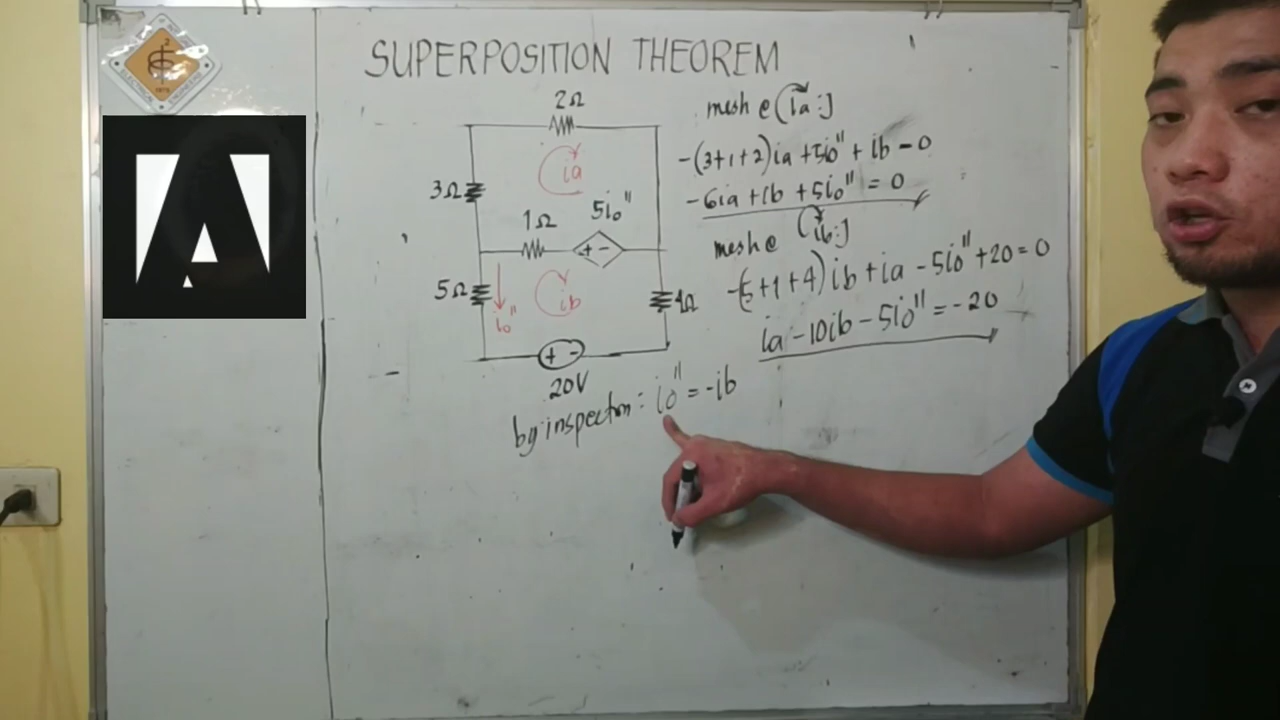 SUPERPOSITION THEOREM
2Ω
ia
3Ω
1Ω
5io"
+ -
5Ω
io"
ib
4Ω
+ -
20V
by inspection: io" = -ib
mesh @ ia:
-(3+1+2)ia +5io" + ib = 0
-6ia +ib +5io" = 0
mesh @ ib:
-(5+1+4)ib + ia - 5io" +20 = 0
ia -10ib - 5io" = -20